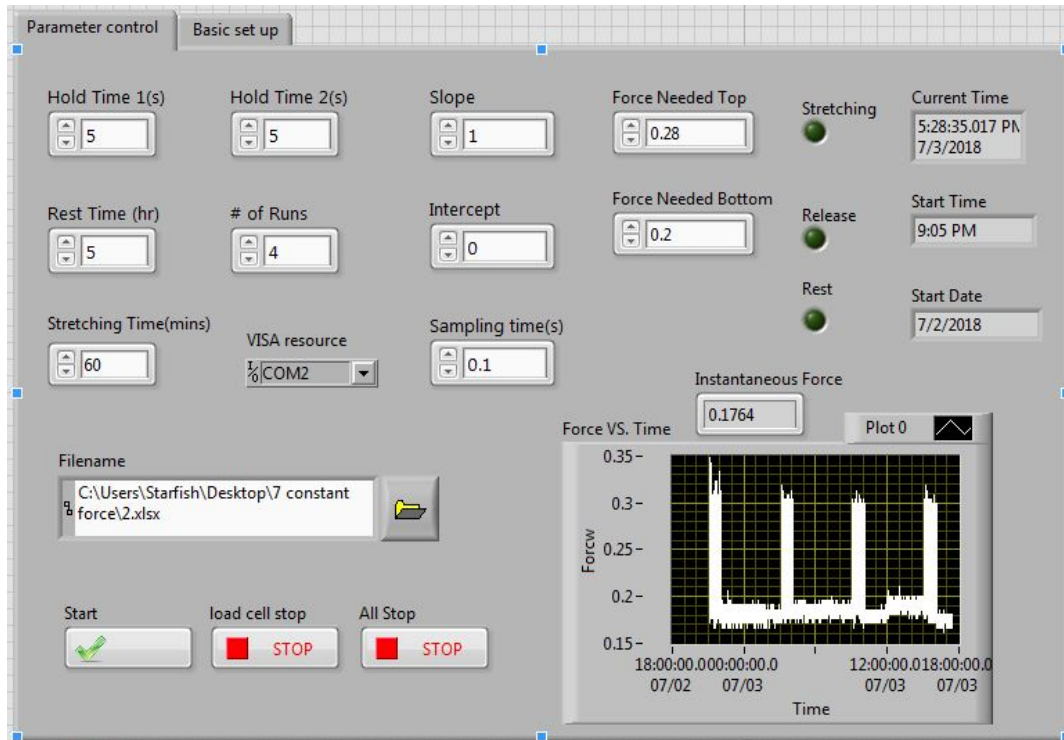 Parameter control
Basic set up
Hold Time 1(s)
5
Hold Time 2(s)
5
Slope
1
Force Needed Top
0.28
Stretching
Current Time
5:28:35.017 PM
7/3/2018
Rest Time (hr)
5
# of Runs
4
Intercept
0
Force Needed Bottom
0.2
Release
Start Time
9:05 PM
Rest
Start Date
7/2/2018
Stretching Time(mins)
60
VISA resource
COM2
Sampling time(s)
0.1
Instantaneous Force
0.1764
Force VS. Time
Plot 0
Filename
C:\Users\Starfish\Desktop\7 constant
force\2.xlsx
0.35
0.3
0.25
0.2
0.15
Forcw
18:00:00.0
07/02
00:00:00.0
07/03
12:00:00.0
07/03
18:00:00.0
07/03
Time
Start
load cell stop
STOP
All Stop
STOP